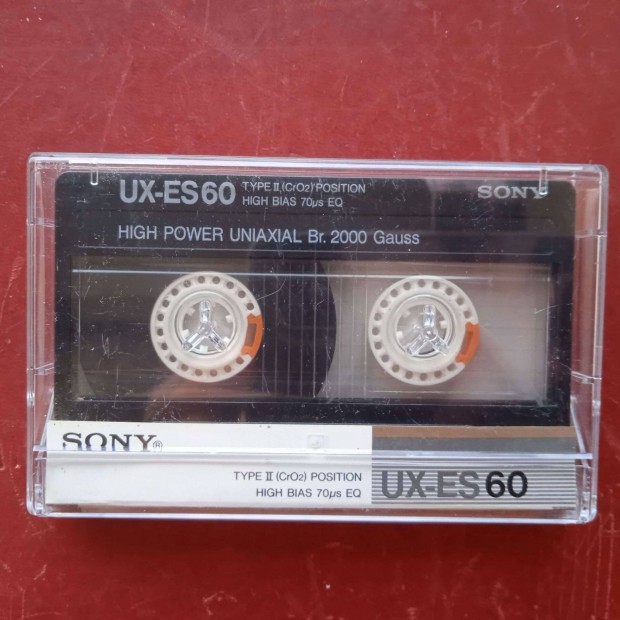 UX-ES60 TYPE II (CrO2) POSITION SONY
HIGH BIAS 70µs EQ
HIGH POWER UNIAXIAL Br. 2000 Gauss
SONY®
TYPE II (CrO2) POSITION
HIGH BIAS 70µs EQ
UX-ES60